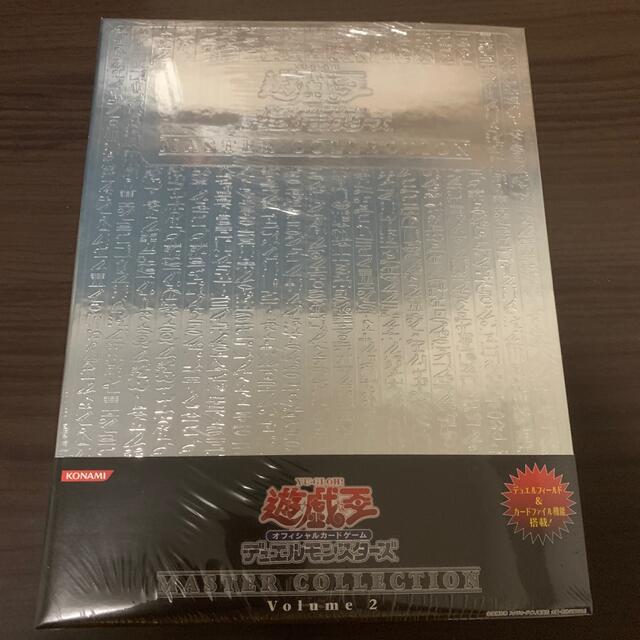 遊戯王
デュエルモンスターズ
MASTER COLLECTION
KONAMI
YU-GI-OH!
遊戯王
オフィシャルカードゲーム
デュエルモンスターズ
MASTER COLLECTION
Volume 2
デュエルフィールド
&
カードファイル機能
搭載!